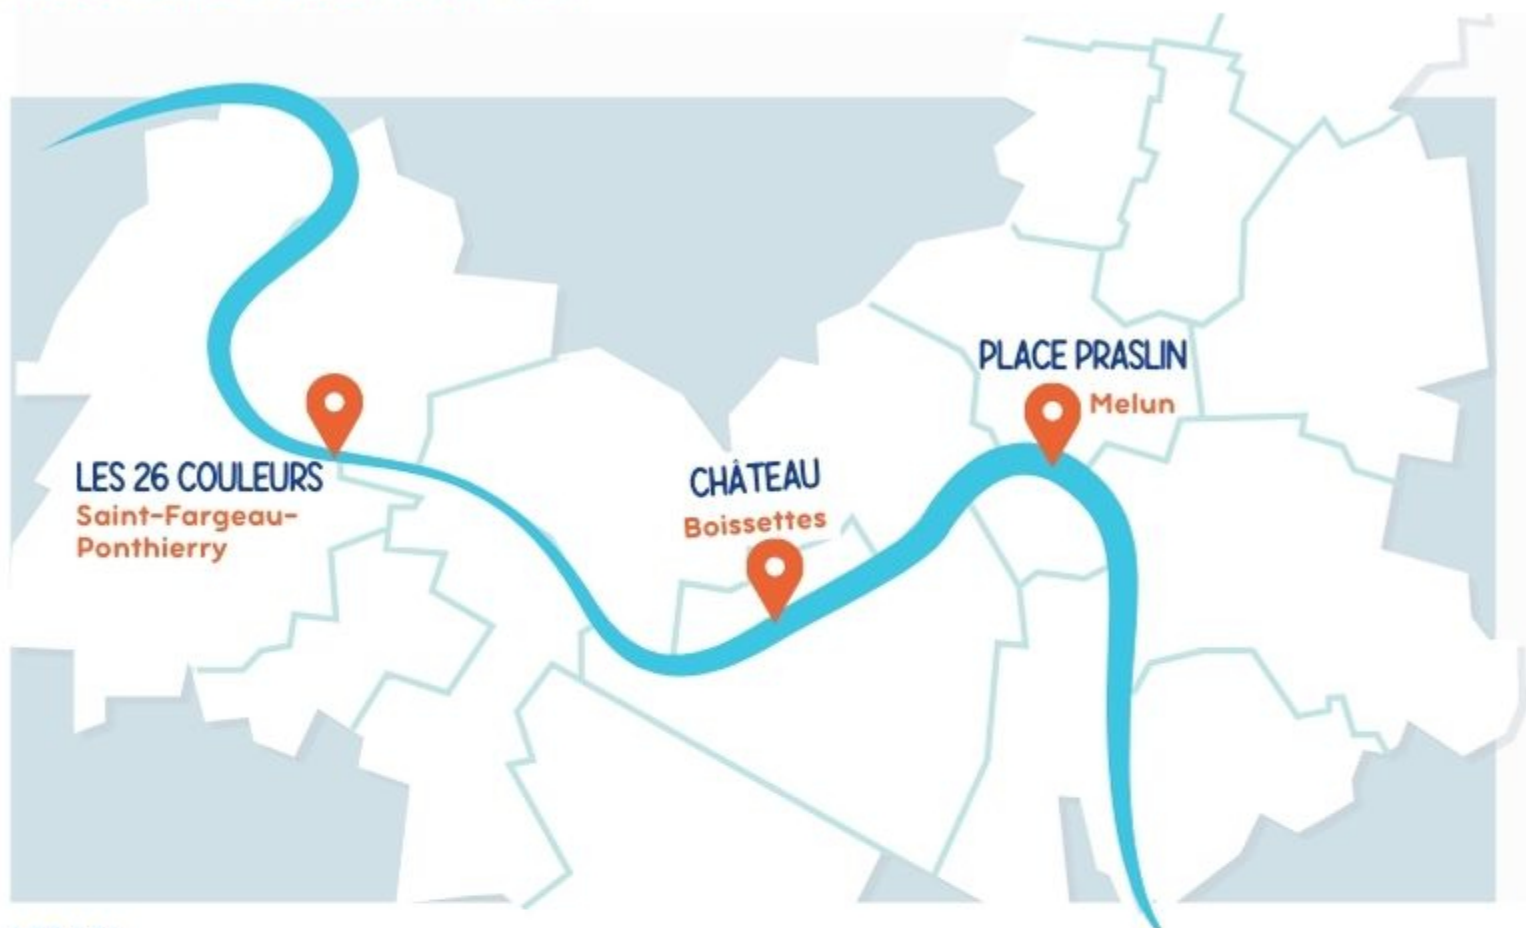 PLACE PRASLIN
Melun
CHÂTEAU
Boissettes
LES 26 COULEURS
Saint-Fargeau-
Ponthierry